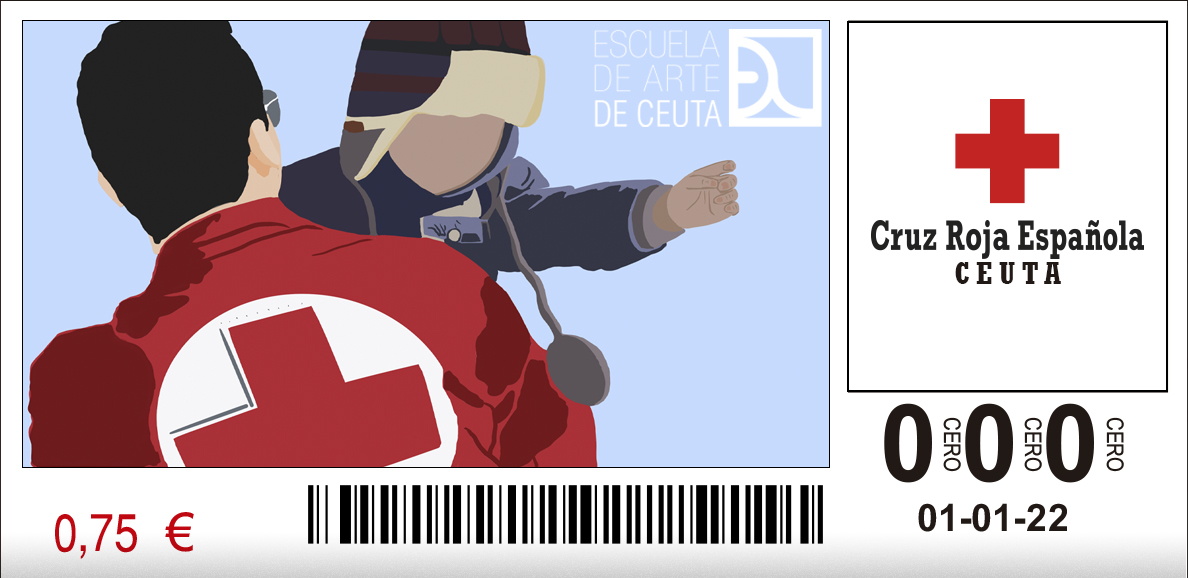 ESCUELA
DE ARTE
DE CEUTA
Cruz Roja Española
CEUTA
0 CERO 0 CERO 0 CERO
01-01-22
0,75 €